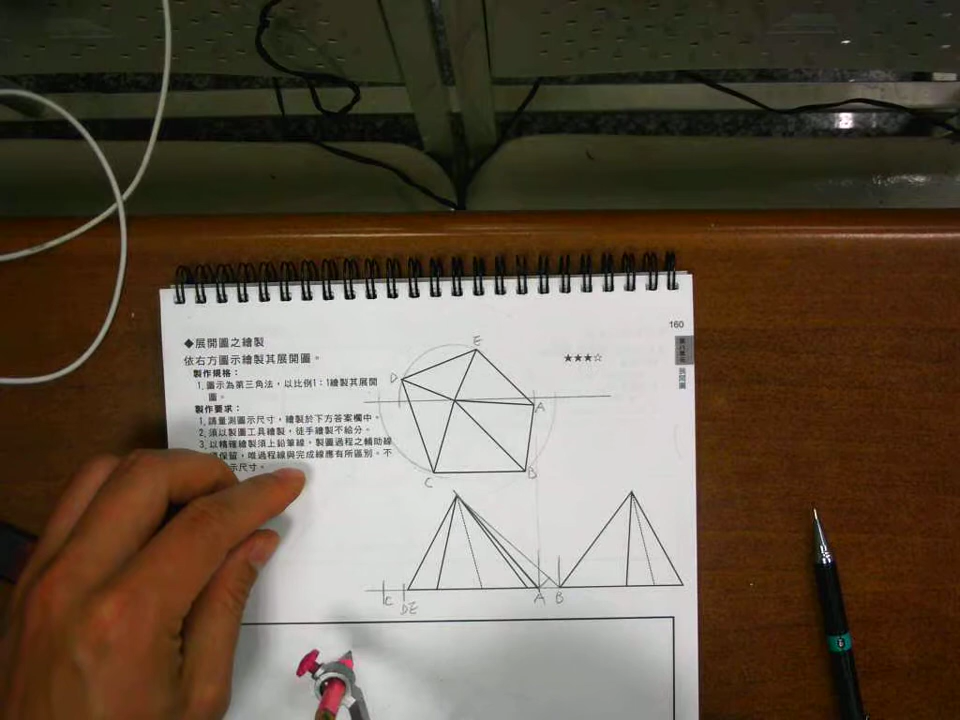 160
◆展開圖之繪製
依右方圖示繪製其展開圖。
★★★☆
製作規格：
1. 圖示為第三角法，以比例1：1繪製其展開
圖。
製作要求：
1. 請量測圖示尺寸，繪製於下方答案欄中。
2. 須以製圖工具繪製，徒手繪製不給分。
3. 以精確繪製須上鉛筆線，製圖過程之輔助線
保留，唯過程線與完成線應有所區別。不
示尺寸。
展開圖
E
D
A
C
B
C
DE
A
B